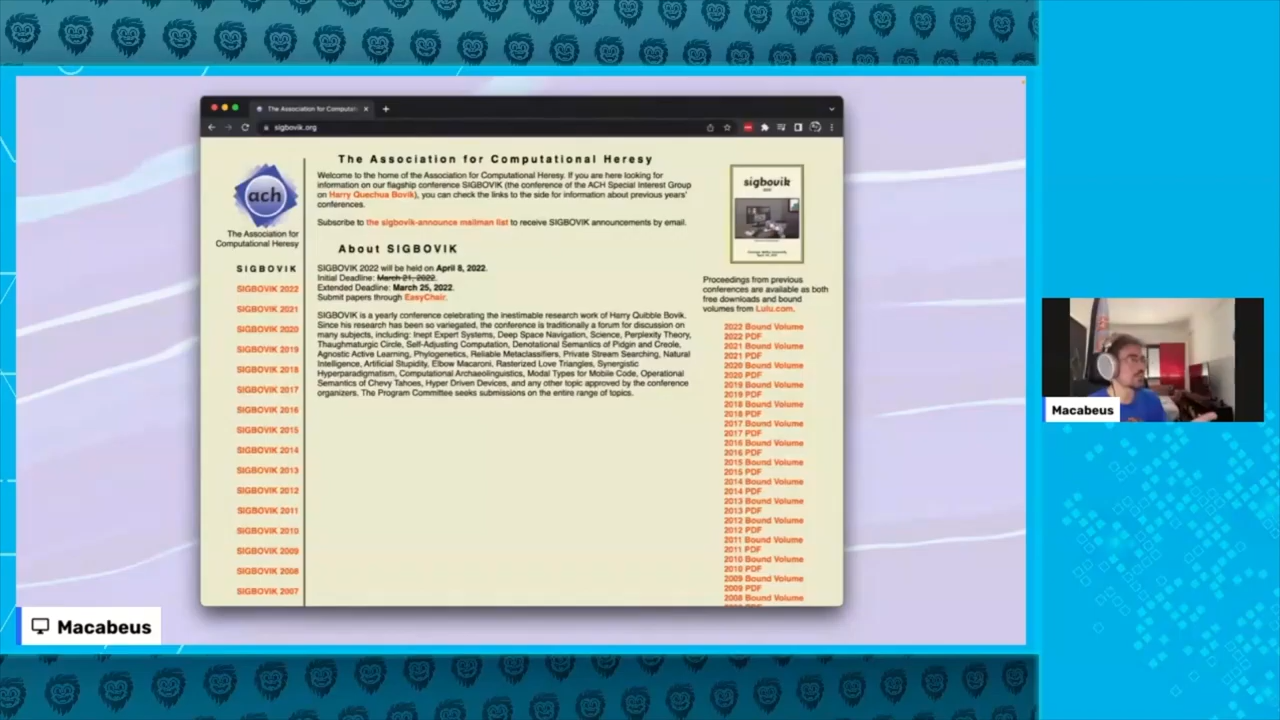 The Association for Computati
sigbovik.org
ach
The Association for
Computational Heresy
SIGBOVIK
SIGBOVIK 2022
SIGBOVIK 2021
SIGBOVIK 2020
SIGBOVIK 2019
SIGBOVIK 2018
SIGBOVIK 2017
SIGBOVIK 2016
SIGBOVIK 2015
SIGBOVIK 2014
SIGBOVIK 2013
SIGBOVIK 2012
SIGBOVIK 2011
SIGBOVIK 2010
SIGBOVIK 2009
SIGBOVIK 2008
SIGBOVIK 2007
The Association for Computational Heresy
Welcome to the home of the Association for Computational Heresy. If you are here looking for
information on our flagship conference SIGBOVIK (the conference of the ACH Special Interest Group
on Harry Quechua Bovik), you can check the links to the side for information about previous years'
conferences.
Subscribe to the sigbovik-announce mailman list to receive SIGBOVIK announcements by email.
About SIGBOVIK
SIGBOVIK 2022 will be held on April 8, 2022.
Initial Deadline: March 21, 2022.
Extended Deadline: March 25, 2022.
Submit papers through EasyChair.
SIGBOVIK is a yearly conference celebrating the inestimable research work of Harry Quibble Bovik.
Since his research has been so variegated, the conference is traditionally a forum for discussion on
many subjects, including: Inept Expert Systems, Deep Space Navigation, Science, Perplexity Theory,
Thaughmaturgic Circle, Self-Adjusting Computation, Denotational Semantics of Pidgin and Creole,
Agnostic Active Learning, Phylogenetics, Reliable Metaclassifiers, Private Stream Searching, Natural
Intelligence, Artificial Stupidity, Elbow Macaroni, Rasterized Love Triangles, Synergistic
Hyperparadigmatism, Computational Archaeolinguistics, Modal Types for Mobile Code, Operational
Semantics of Chevy Tahoes, Hyper Driven Devices, and any other topic approved by the conference
organizers. The Program Committee seeks submissions on the entire range of topics.
sigbovik
Proceedings from previous
conferences are available as both
free downloads and bound
volumes from Lulu.com.
2022 Bound Volume
2022 PDF
2021 Bound Volume
2021 PDF
2020 Bound Volume
2020 PDF
2019 Bound Volume
2019 PDF
2018 Bound Volume
2018 PDF
2017 Bound Volume
2017 PDF
2016 Bound Volume
2016 PDF
2015 Bound Volume
2015 PDF
2014 Bound Volume
2014 PDF
2013 Bound Volume
2013 PDF
2012 Bound Volume
2012 PDF
2011 Bound Volume
2011 PDF
2010 Bound Volume
2010 PDF
2009 Bound Volume
2009 PDF
2008 Bound Volume
Macabeus
Macabeus